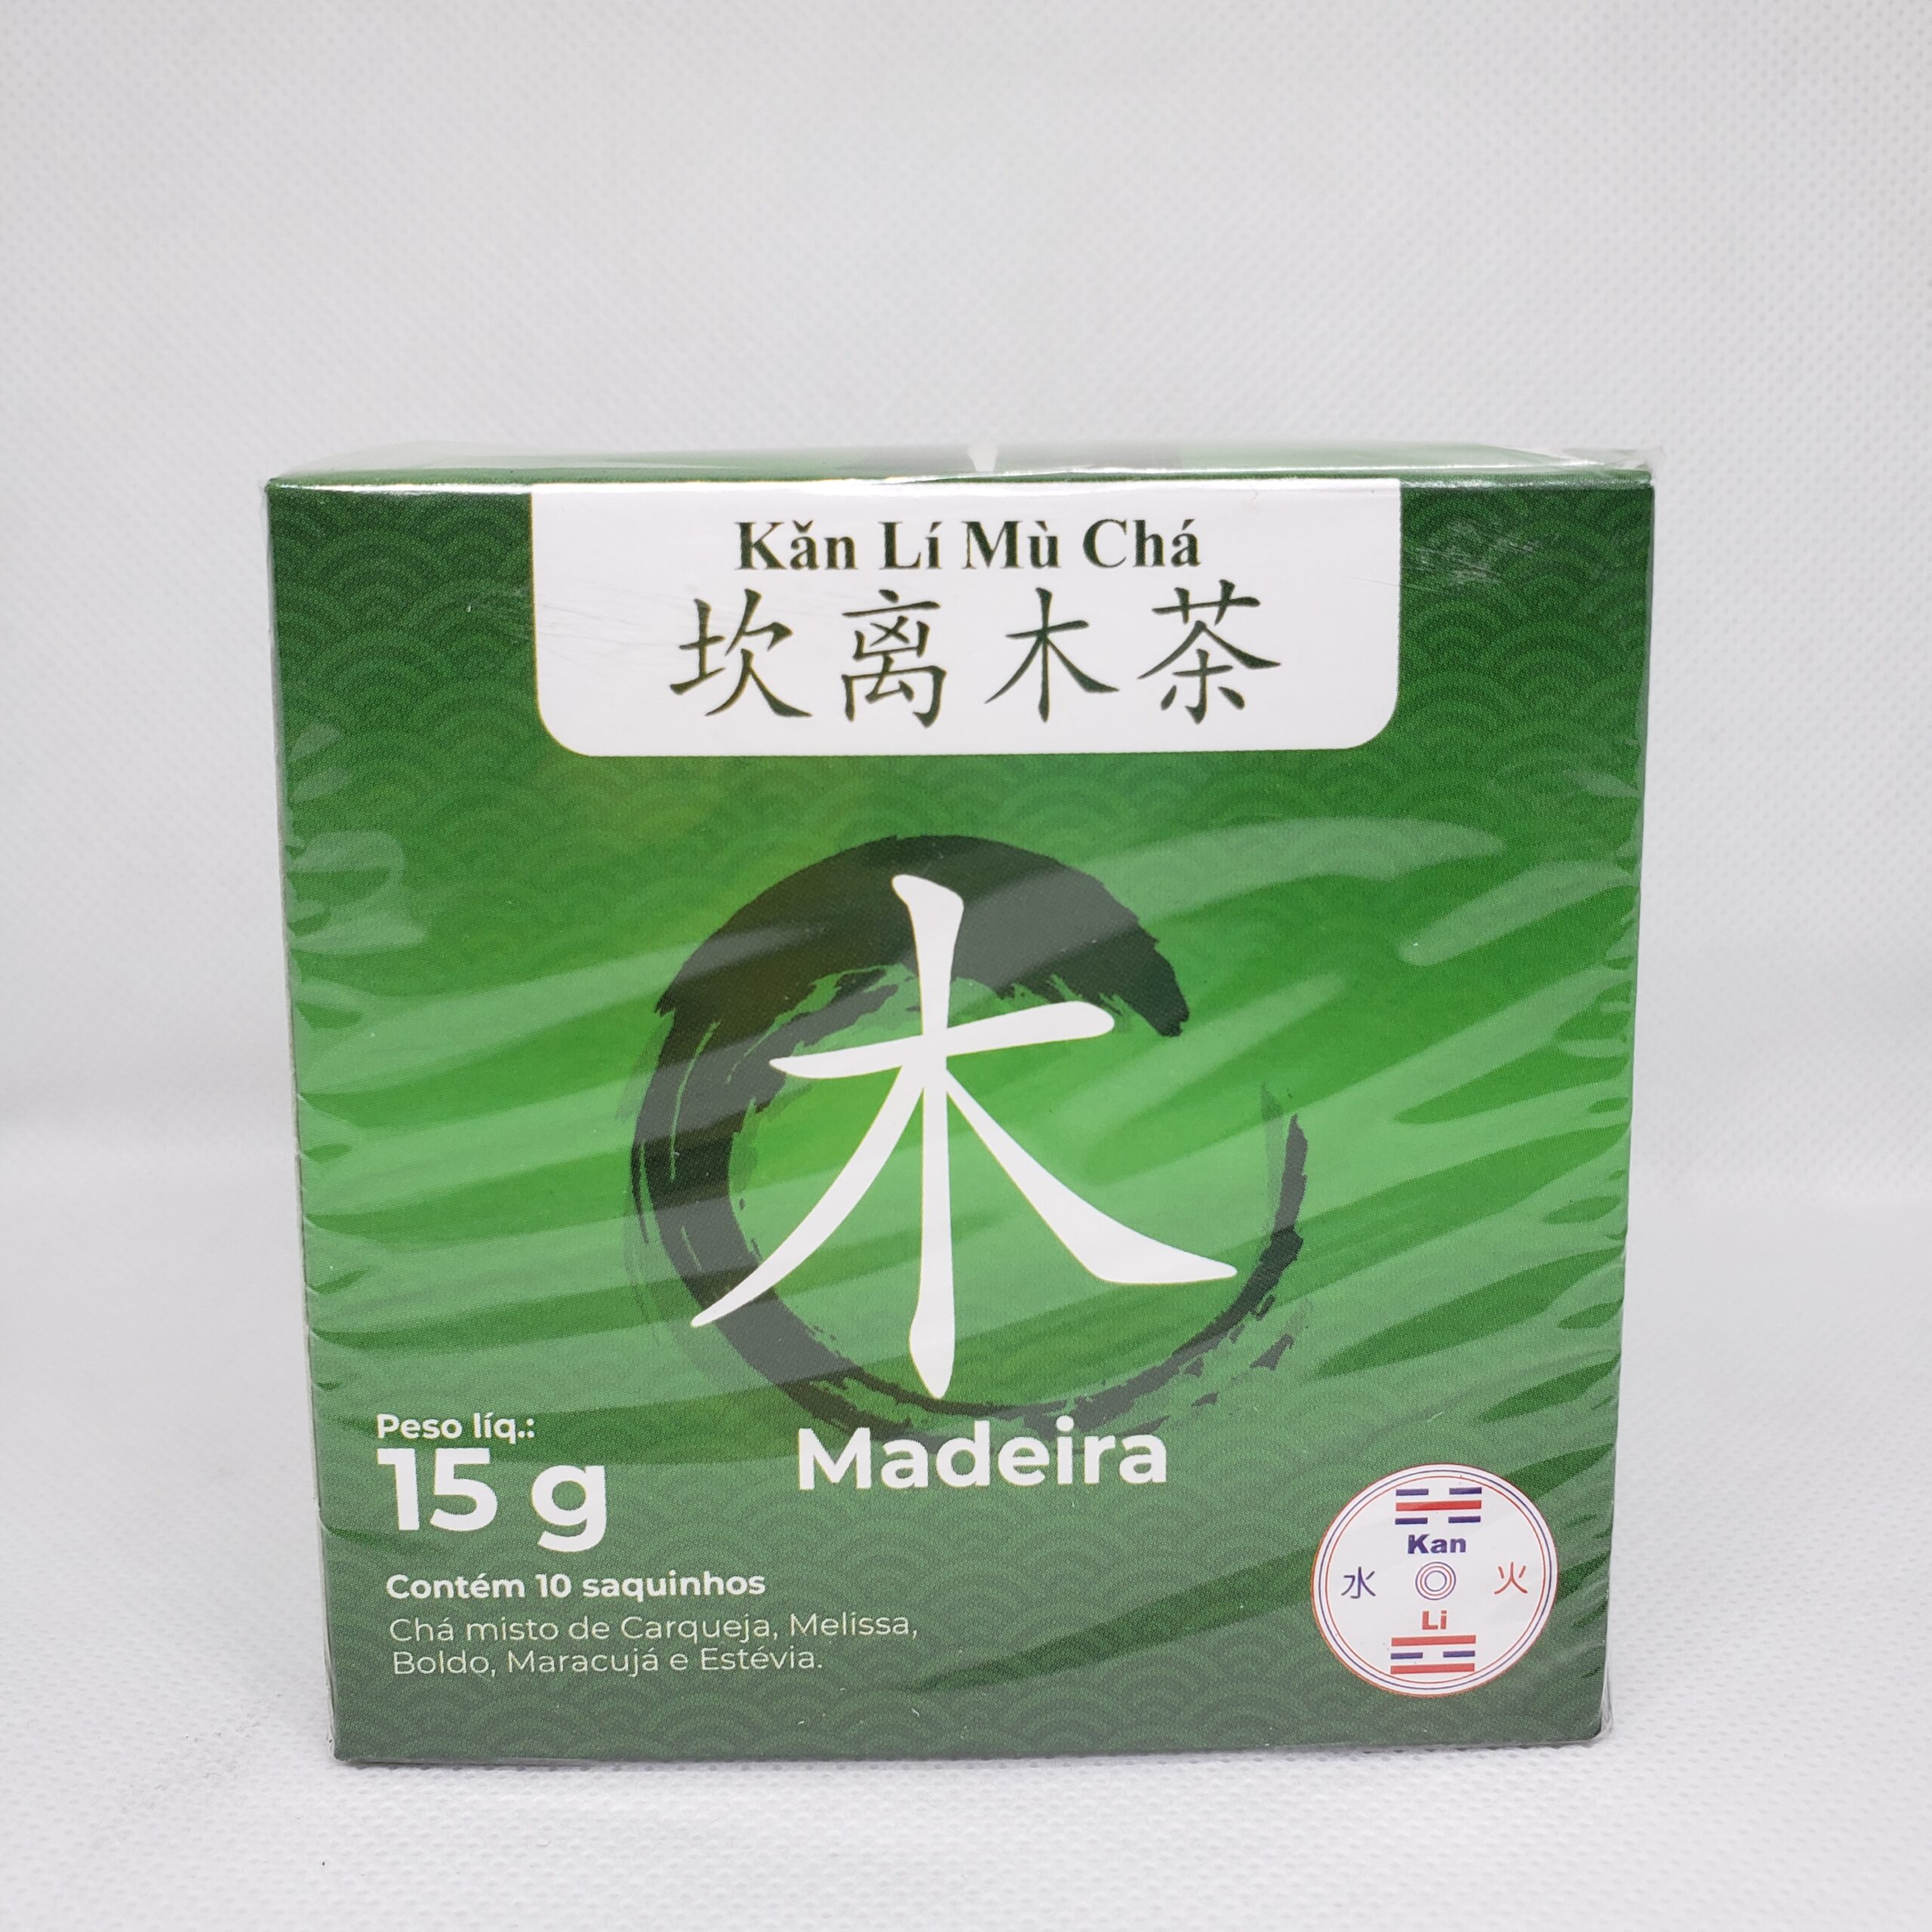 Kǎn Lí Mù Chá
坎离木茶
木
Madeira
Peso líq.:
15 g
Contém 10 saquinhos
Chá misto de Carqueja, Melissa,
Boldo, Maracujá e Estévia.
Kan
水 火
Li